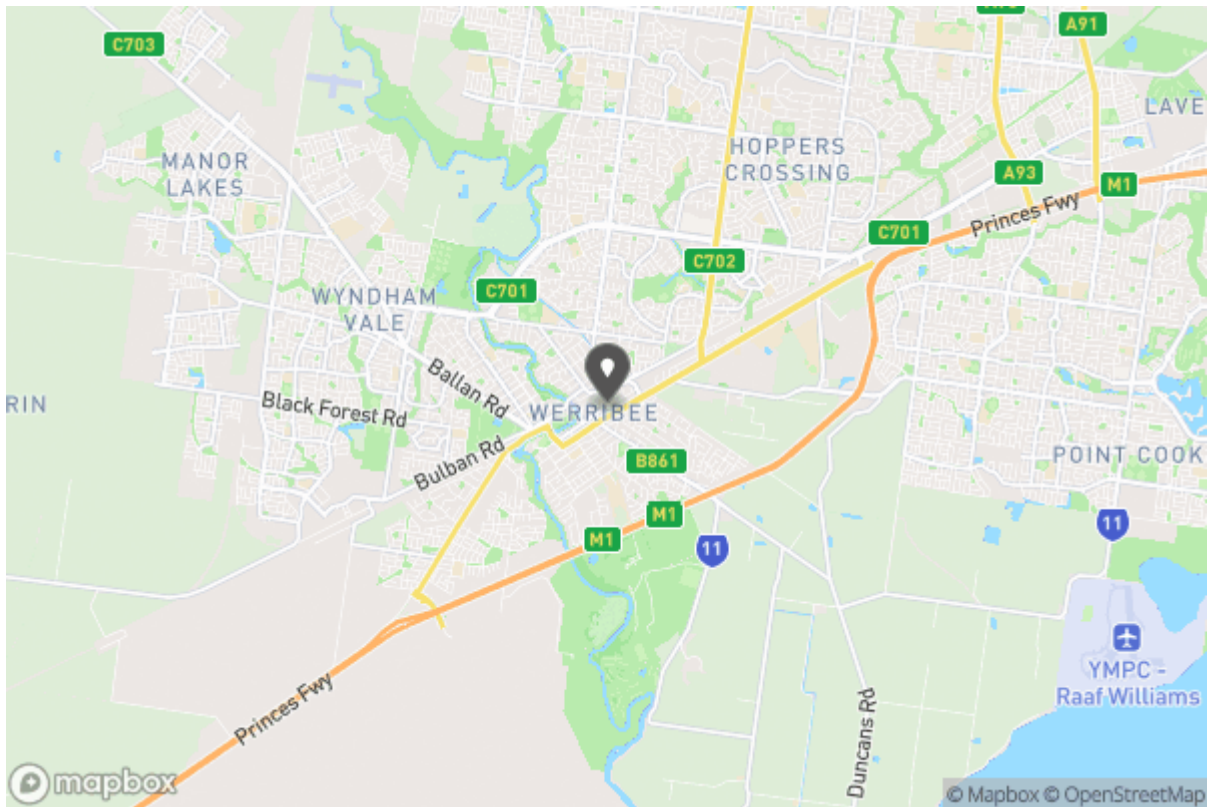 C703
A91
LAVE
MANOR
LAKES
HOPPERS
CROSSING
A93
M1
Princes Fwy
C701
C702
C701
WYNDHAM
VALE
Ballan Rd
RIN
Black Forest Rd
WERRIBEE
Bulban Rd
B861
POINT COOK
M1
M1
11
11
YMPC -
Raaf Williams
Princes Fwy
Duncans Rd
mapbox
© Mapbox © OpenStreetMap